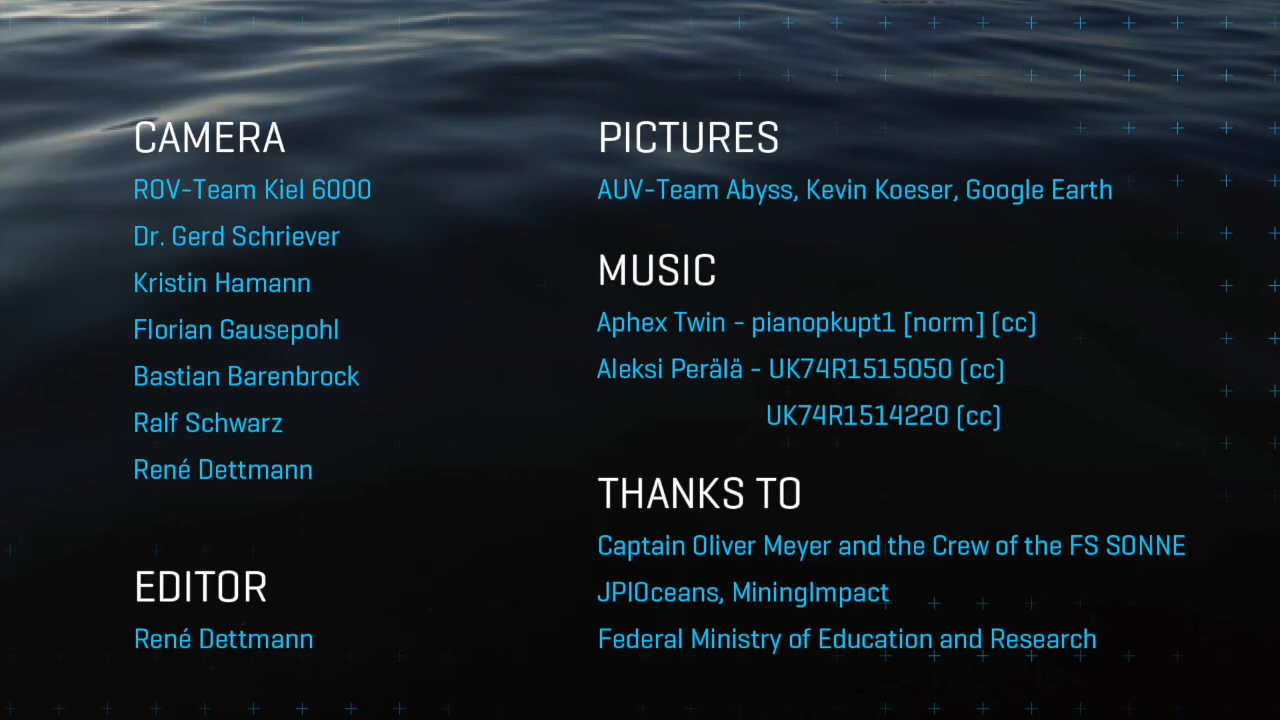 CAMERA
ROV-Team Kiel 6000
Dr. Gerd Schriever
Kristin Hamann
Florian Gausepohl
Bastian Barenbrock
Ralf Schwarz
René Dettmann
EDITOR
René Dettmann
PICTURES
AUV-Team Abyss, Kevin Koeser, Google Earth
MUSIC
Aphex Twin - pianopkupt1 [norm] (cc)
Aleksi Perälä - UK74R1515050 (cc)
UK74R1514220 (cc)
THANKS TO
Captain Oliver Meyer and the Crew of the FS SONNE
JPIOceans, MiningImpact
Federal Ministry of Education and Research